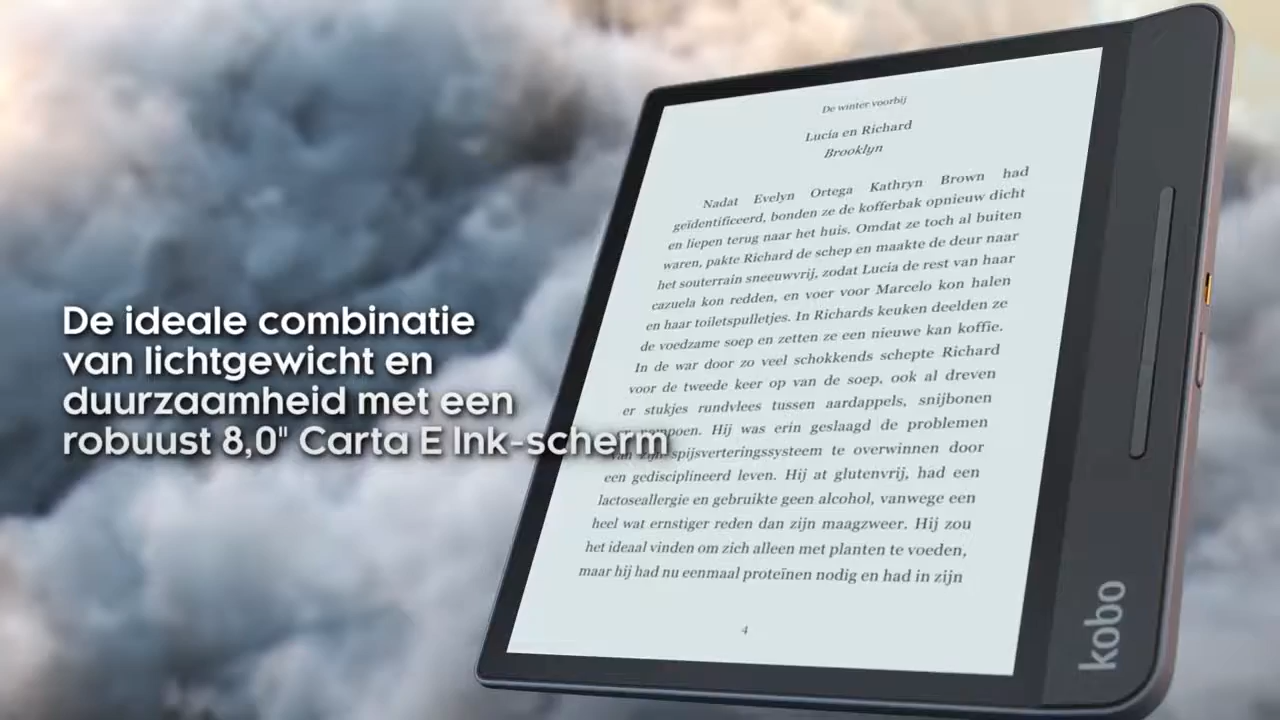 De ideale combinatie
van lichtgewicht en
duurzaamheid met een
robuust 8,0" Carta E Ink-scherm
De winter voorbij
Lucía en Richard
Brooklyn
Nadat Evelyn Ortega Kathryn Brown had
geïdentificeerd, bonden ze de kofferbak opnieuw dicht
en liepen terug naar het huis. Omdat ze toch al buiten
waren, pakte Richard de schep en maakte de deur naar
het souterrain sneeuwvrij, zodat Lucía de rest van haar
cazuela kon redden, en voer voor Marcelo kon halen
en haar toiletspulletjes. In Richards keuken deelden ze
de voedzame soep en zetten ze een nieuwe kan koffie.
In de war door zo veel schokkends schepte Richard
voor de tweede keer op van de soep, ook al dreven
er stukjes rundvlees tussen aardappels, snijbonen
Hij was erin geslaagd de problemen
van zijn spijsverteringssysteem te overwinnen door
een gedisciplineerd leven. Hij at glutenvrij, had een
lactoseallergie en gebruikte geen alcohol, vanwege een
heel wat ernstiger reden dan zijn maagzweer. Hij zou
het ideaal vinden om zich alleen met planten te voeden,
maar hij had nu eenmaal proteïnen nodig en had in zijn
4
kobo